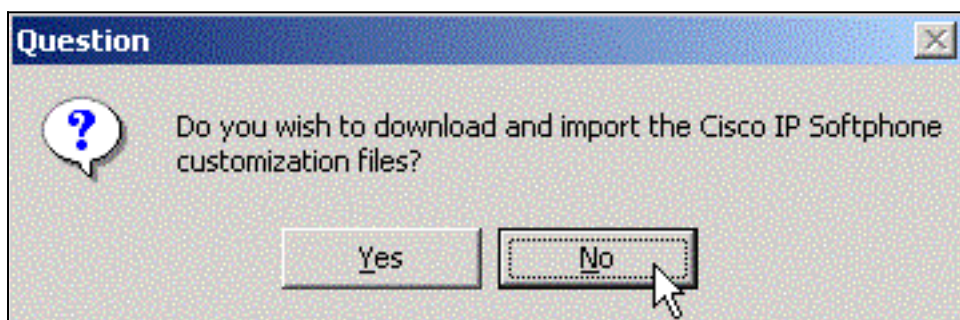 Question
?
Do you wish to download and import the Cisco IP Softphone
customization files?
Yes No